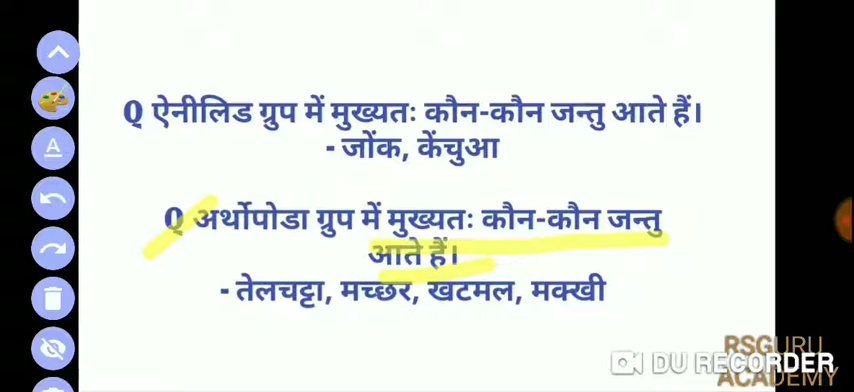 Q ऐनीलिड ग्रुप में मुख्यतः कौन-कौन जन्तु आते हैं।
- जोंक, केंचुआ
Q अर्थोपोडा ग्रुप में मुख्यतः कौन-कौन जन्तु
आते हैं।
- तेलचट्टा, मच्छर, खटमल, मक्खी
A
RSGURU
DU RECORDER
ACADEMY